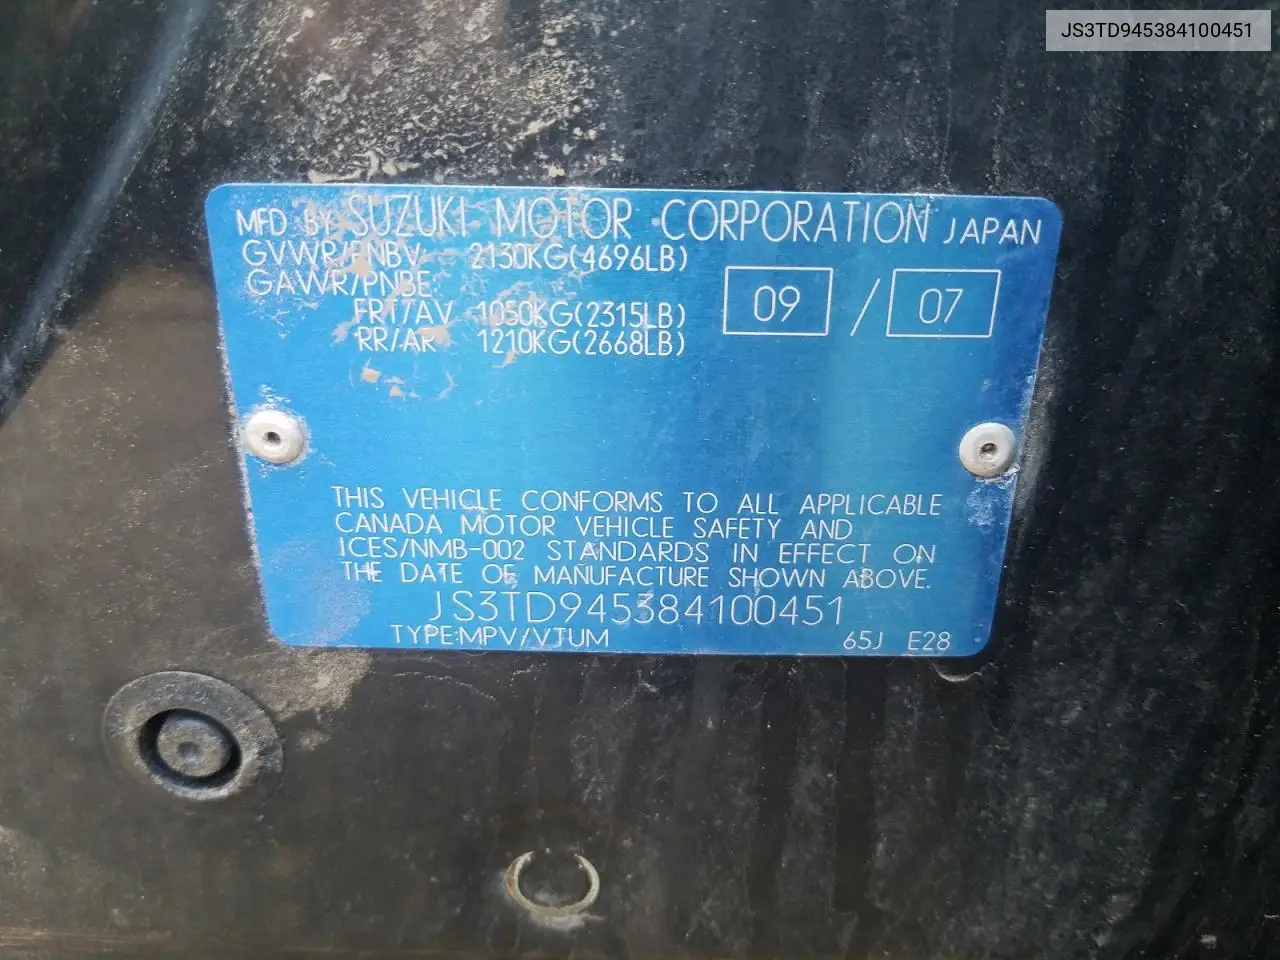 JS3TD945384100451
MFD BY SUZUKI MOTOR CORPORATION JAPAN
GVWR/PNBV 2130KG(4696LB)
GAWR/PNBE
FRT/AV 1050KG(2315LB)
RR/AR 1210KG(2668LB)
09 / 07
THIS VEHICLE CONFORMS TO ALL APPLICABLE
CANADA MOTOR VEHICLE SAFETY AND
ICES/NMB-002 STANDARDS IN EFFECT ON
THE DATE OF MANUFACTURE SHOWN ABOVE.
JS3TD945384100451
TYPE:MPV/VTUM 65J E28